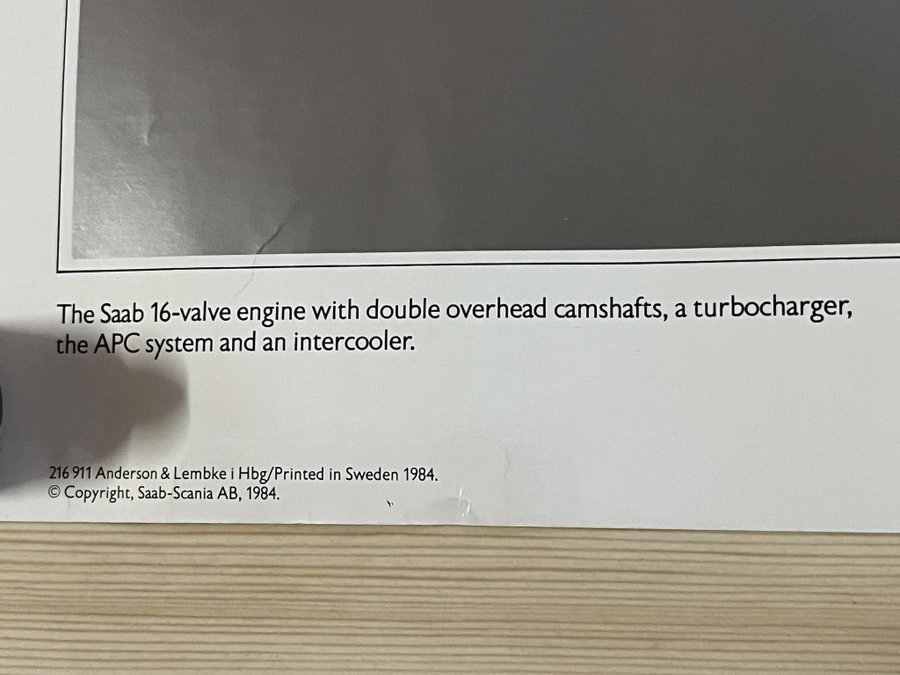 The Saab 16-valve engine with double overhead camshafts, a turbocharger,
the APC system and an intercooler.
216 911 Anderson & Lembke i Hbg/Printed in Sweden 1984.
© Copyright, Saab-Scania AB, 1984.